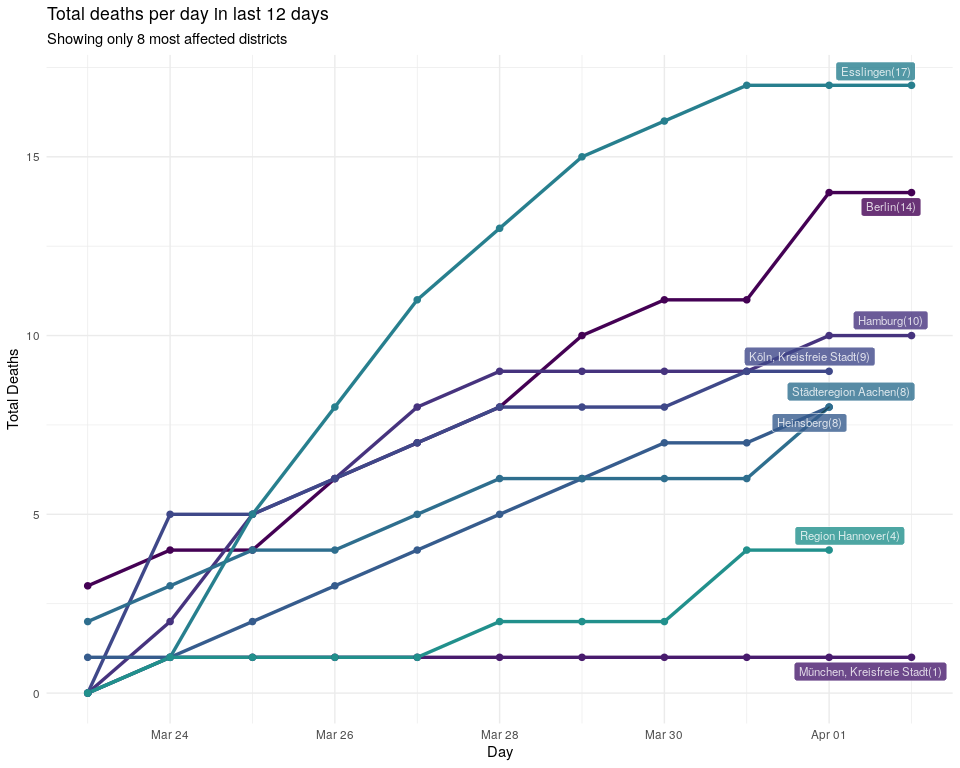 Total deaths per day in last 12 days
Showing only 8 most affected districts
Total Deaths
15
10
5
0
Esslingen(17)
Berlin(14)
Hamburg(10)
Köln, Kreisfreie Stadt(9)
Städteregion Aachen(8)
Heinsberg(8)
Region Hannover(4)
München, Kreisfreie Stadt(1)
Mar 24 Mar 26 Mar 28 Mar 30 Apr 01
Day